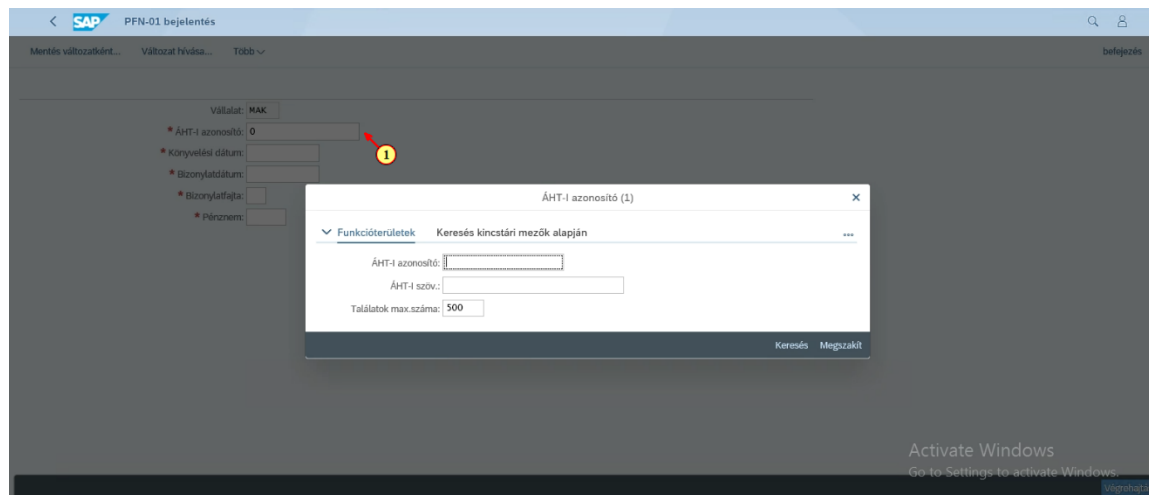 SAP PFN-01 bejelentés
Mentés változatként... Változat hívása... Több befejezés
Vállalat: MAK
* ÁHT-I azonosító: 0
1
* Könyvelési dátum:
* Bizonylatdátum:
* Bizonylatfajta:
* Pénznem:
ÁHT-I azonosító (1)
Funkcióterületek Keresés kincstári mezők alapján ...
ÁHT-I azonosító:
ÁHT-I szöv.:
Találatok max.száma: 500
Keresés Megszakít
Activate Windows
Go to Settings to activate Windows.
Végrehajtá